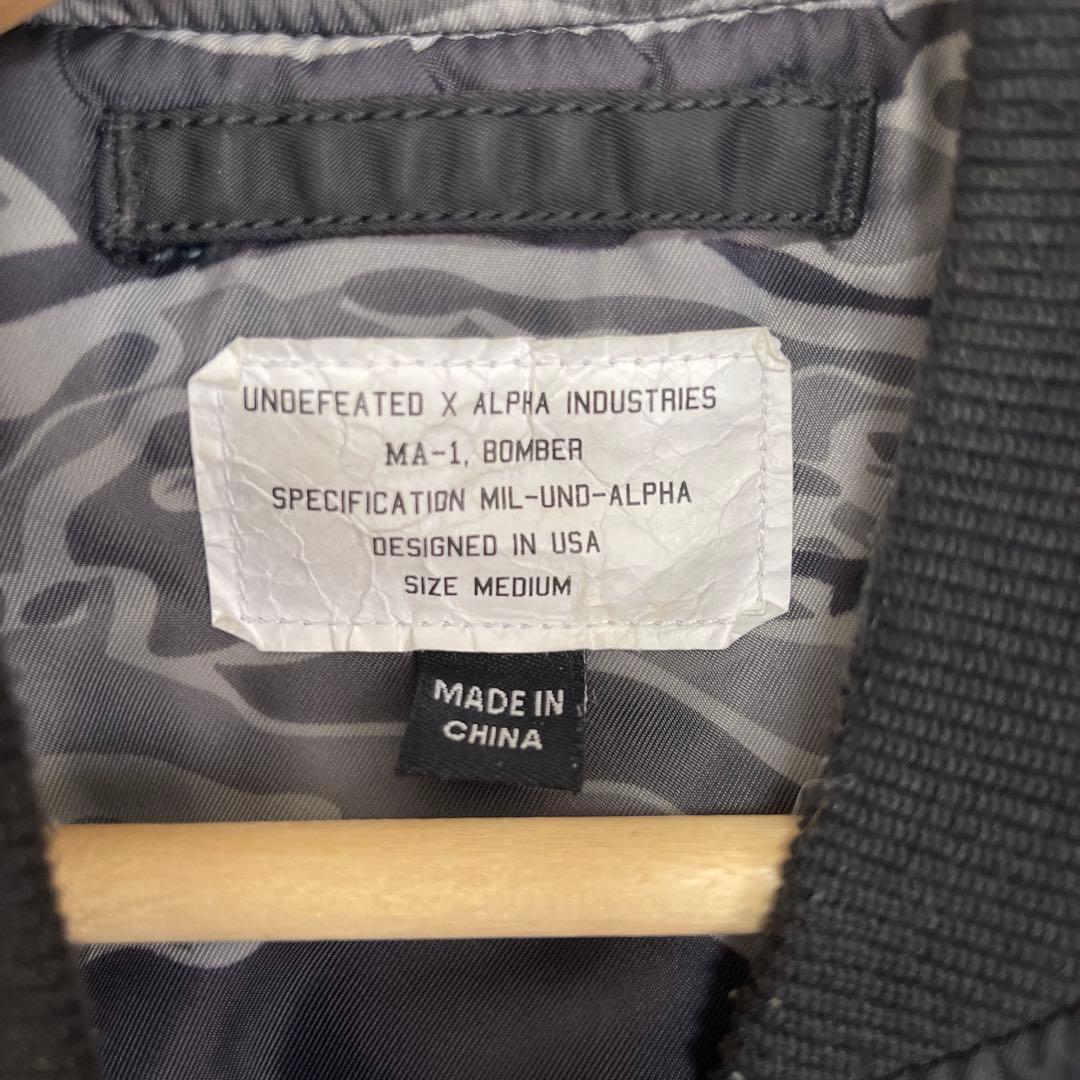 UNDEFEATED X ALPHA INDUSTRIES
MA-1, BOMBER
SPECIFICATION MIL-UND-ALPHA
DESIGNED IN USA
SIZE MEDIUM
MADE IN
CHINA